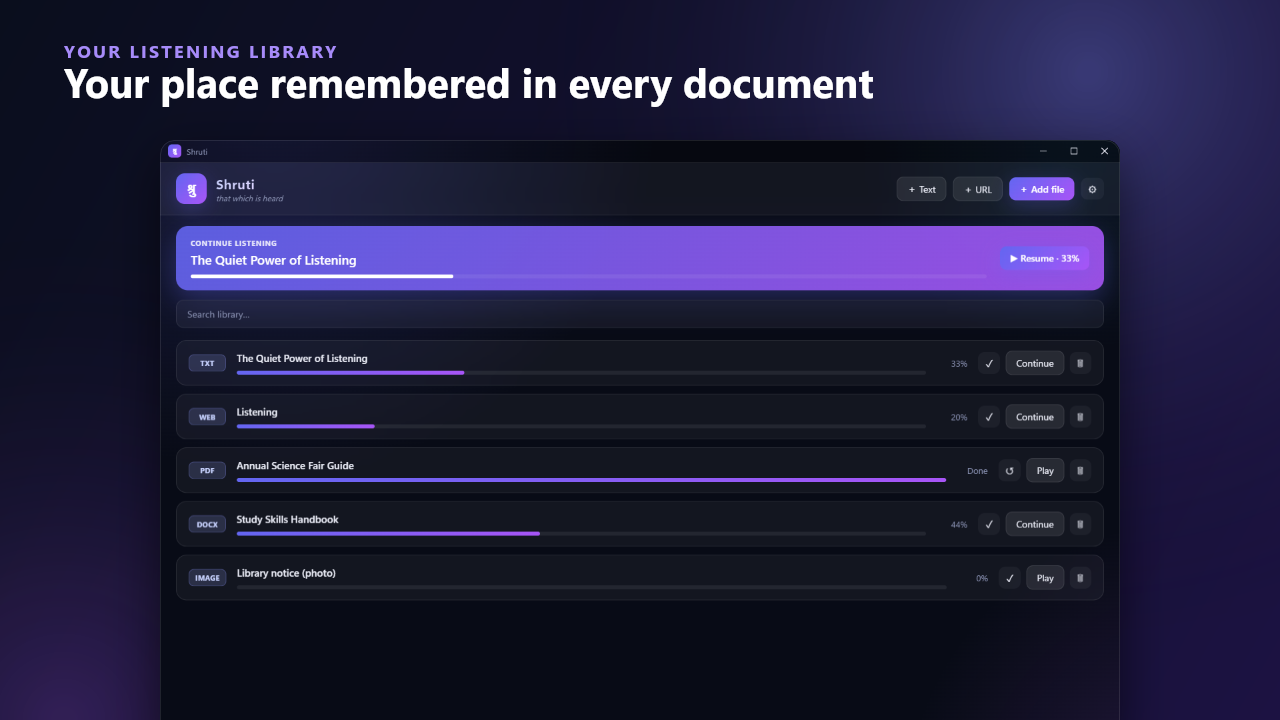 YOUR LISTENING LIBRARY
Your place remembered in every document
श्रु Shruti
श्रु Shruti
that which is heard
+ Text + URL + Add file
CONTINUE LISTENING
The Quiet Power of Listening
▶ Resume · 33%
Search library...
TXT The Quiet Power of Listening 33% ✓ Continue
WEB Listening 20% ✓ Continue
PDF Annual Science Fair Guide Done ↺ Play
DOCX Study Skills Handbook 44% ✓ Continue
IMAGE Library notice (photo) 0% ✓ Play